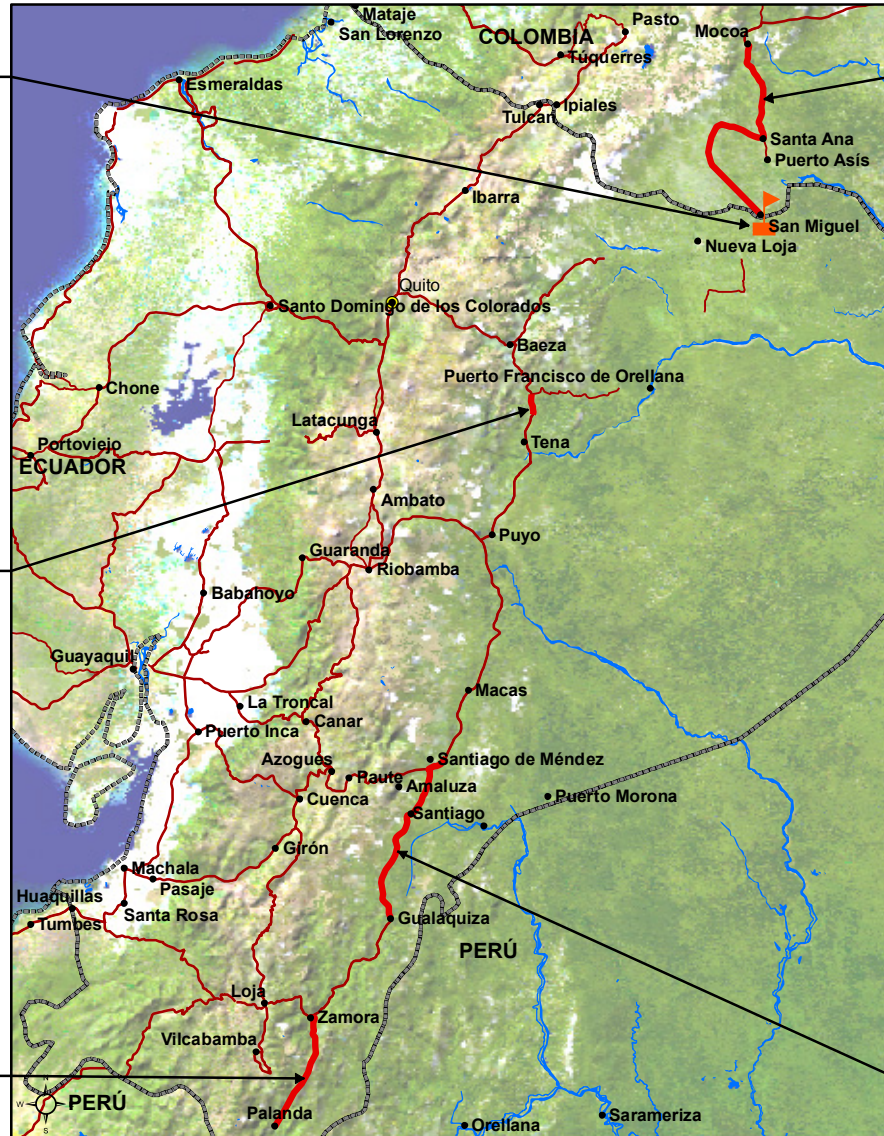 Mataje
San Lorenzo
COLOMBIA
Pasto
Túquerres
Mocoa
Esmeraldas
Tulcan
Ipiales
Santa Ana
Puerto Asís
Ibarra
San Miguel
Nueva Loja
Quito
Santo Domingo de los Colorados
Baeza
Puerto Francisco de Orellana
Chone
Latacunga
Portoviejo
ECUADOR
Tena
Ambato
Puyo
Guaranda
Riobamba
Babahoyo
Guayaquil
Macas
La Troncal
Canar
Puerto Inca
Azogues
Santiago de Méndez
Paute
Amaluza
Cuenca
Puerto Morona
Santiago
Girón
Machala
Pasaje
Huaquillas
Santa Rosa
Tumbes
Gualaquiza
PERÚ
Loja
Zamora
Vilcabamba
N
W
E
S
PERÚ
Palanda
Orellana
Sarameriza